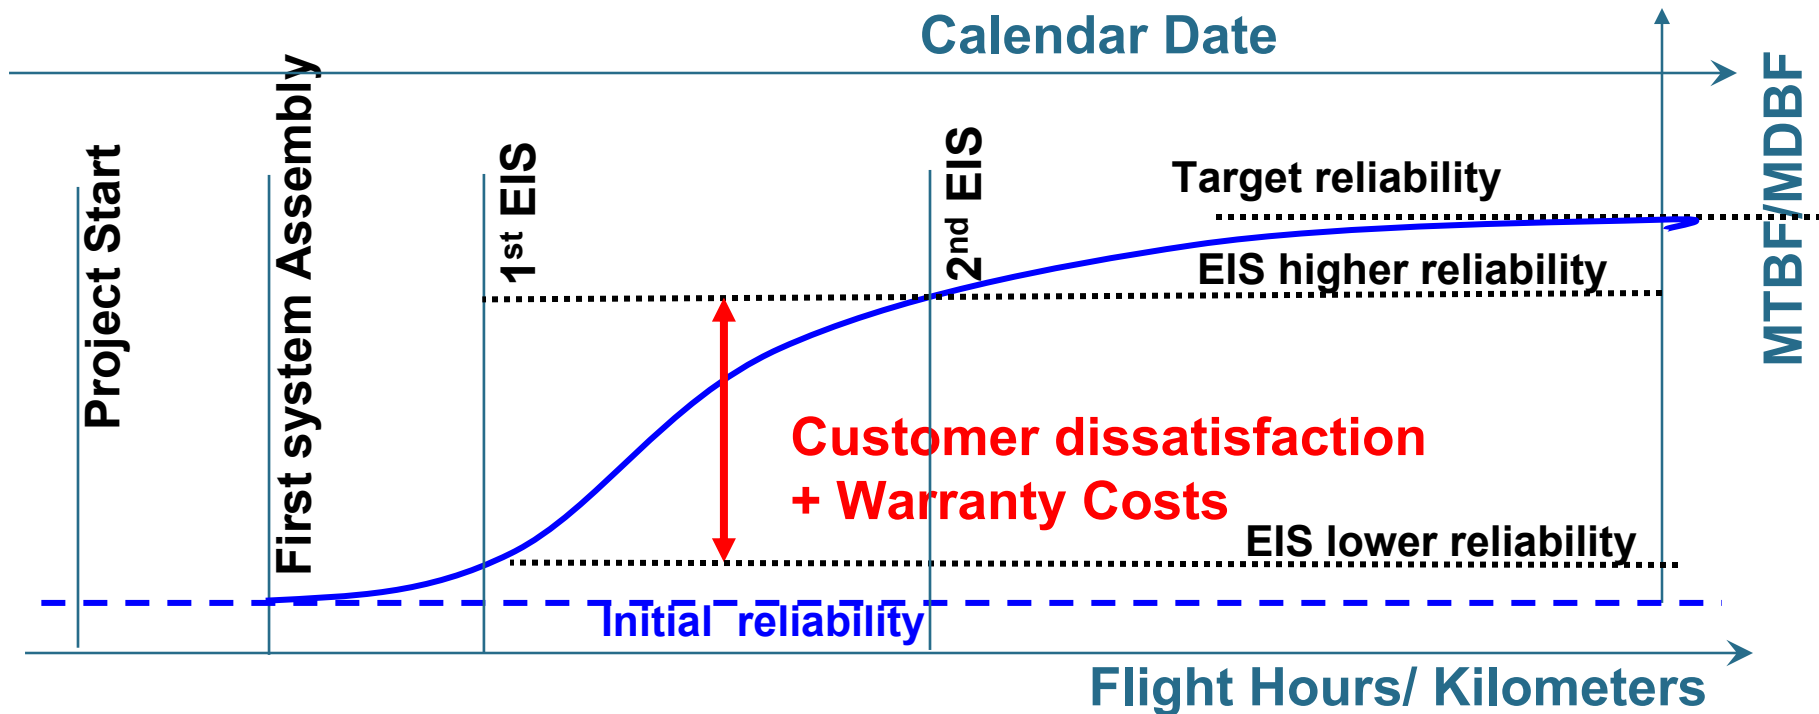 Calendar Date
MTBF/MDBF
Project Start
First system Assembly
1st EIS
2nd EIS
Target reliability
EIS higher reliability
Customer dissatisfaction
+ Warranty Costs
EIS lower reliability
Initial reliability
Flight Hours/ Kilometers